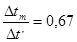 Δt_m / Δt' = 0,67